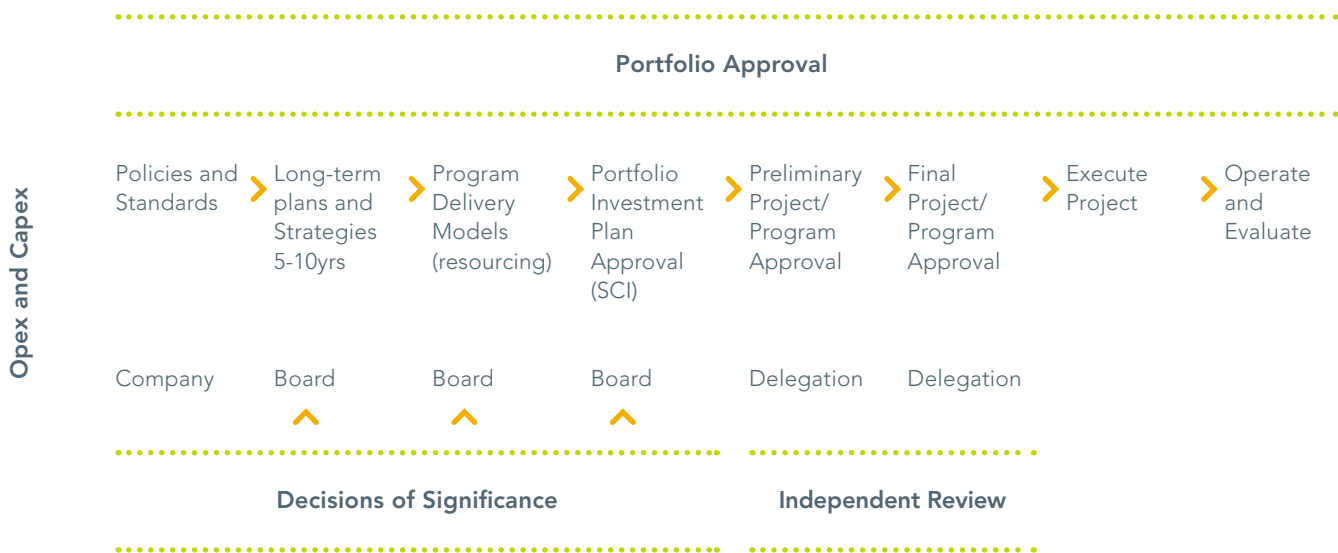 Portfolio Approval
Opex and Capex
Policies and
Standards
Long-term
plans and
Strategies
5-10yrs
Program
Delivery
Models
(resourcing)
Portfolio
Investment
Plan
Approval
(SCI)
Preliminary
Project/
Program
Approval
Final
Project/
Program
Approval
Execute
Project
Operate
and
Evaluate
Company
Board
Board
Board
Delegation
Delegation
Decisions of Significance
Independent Review